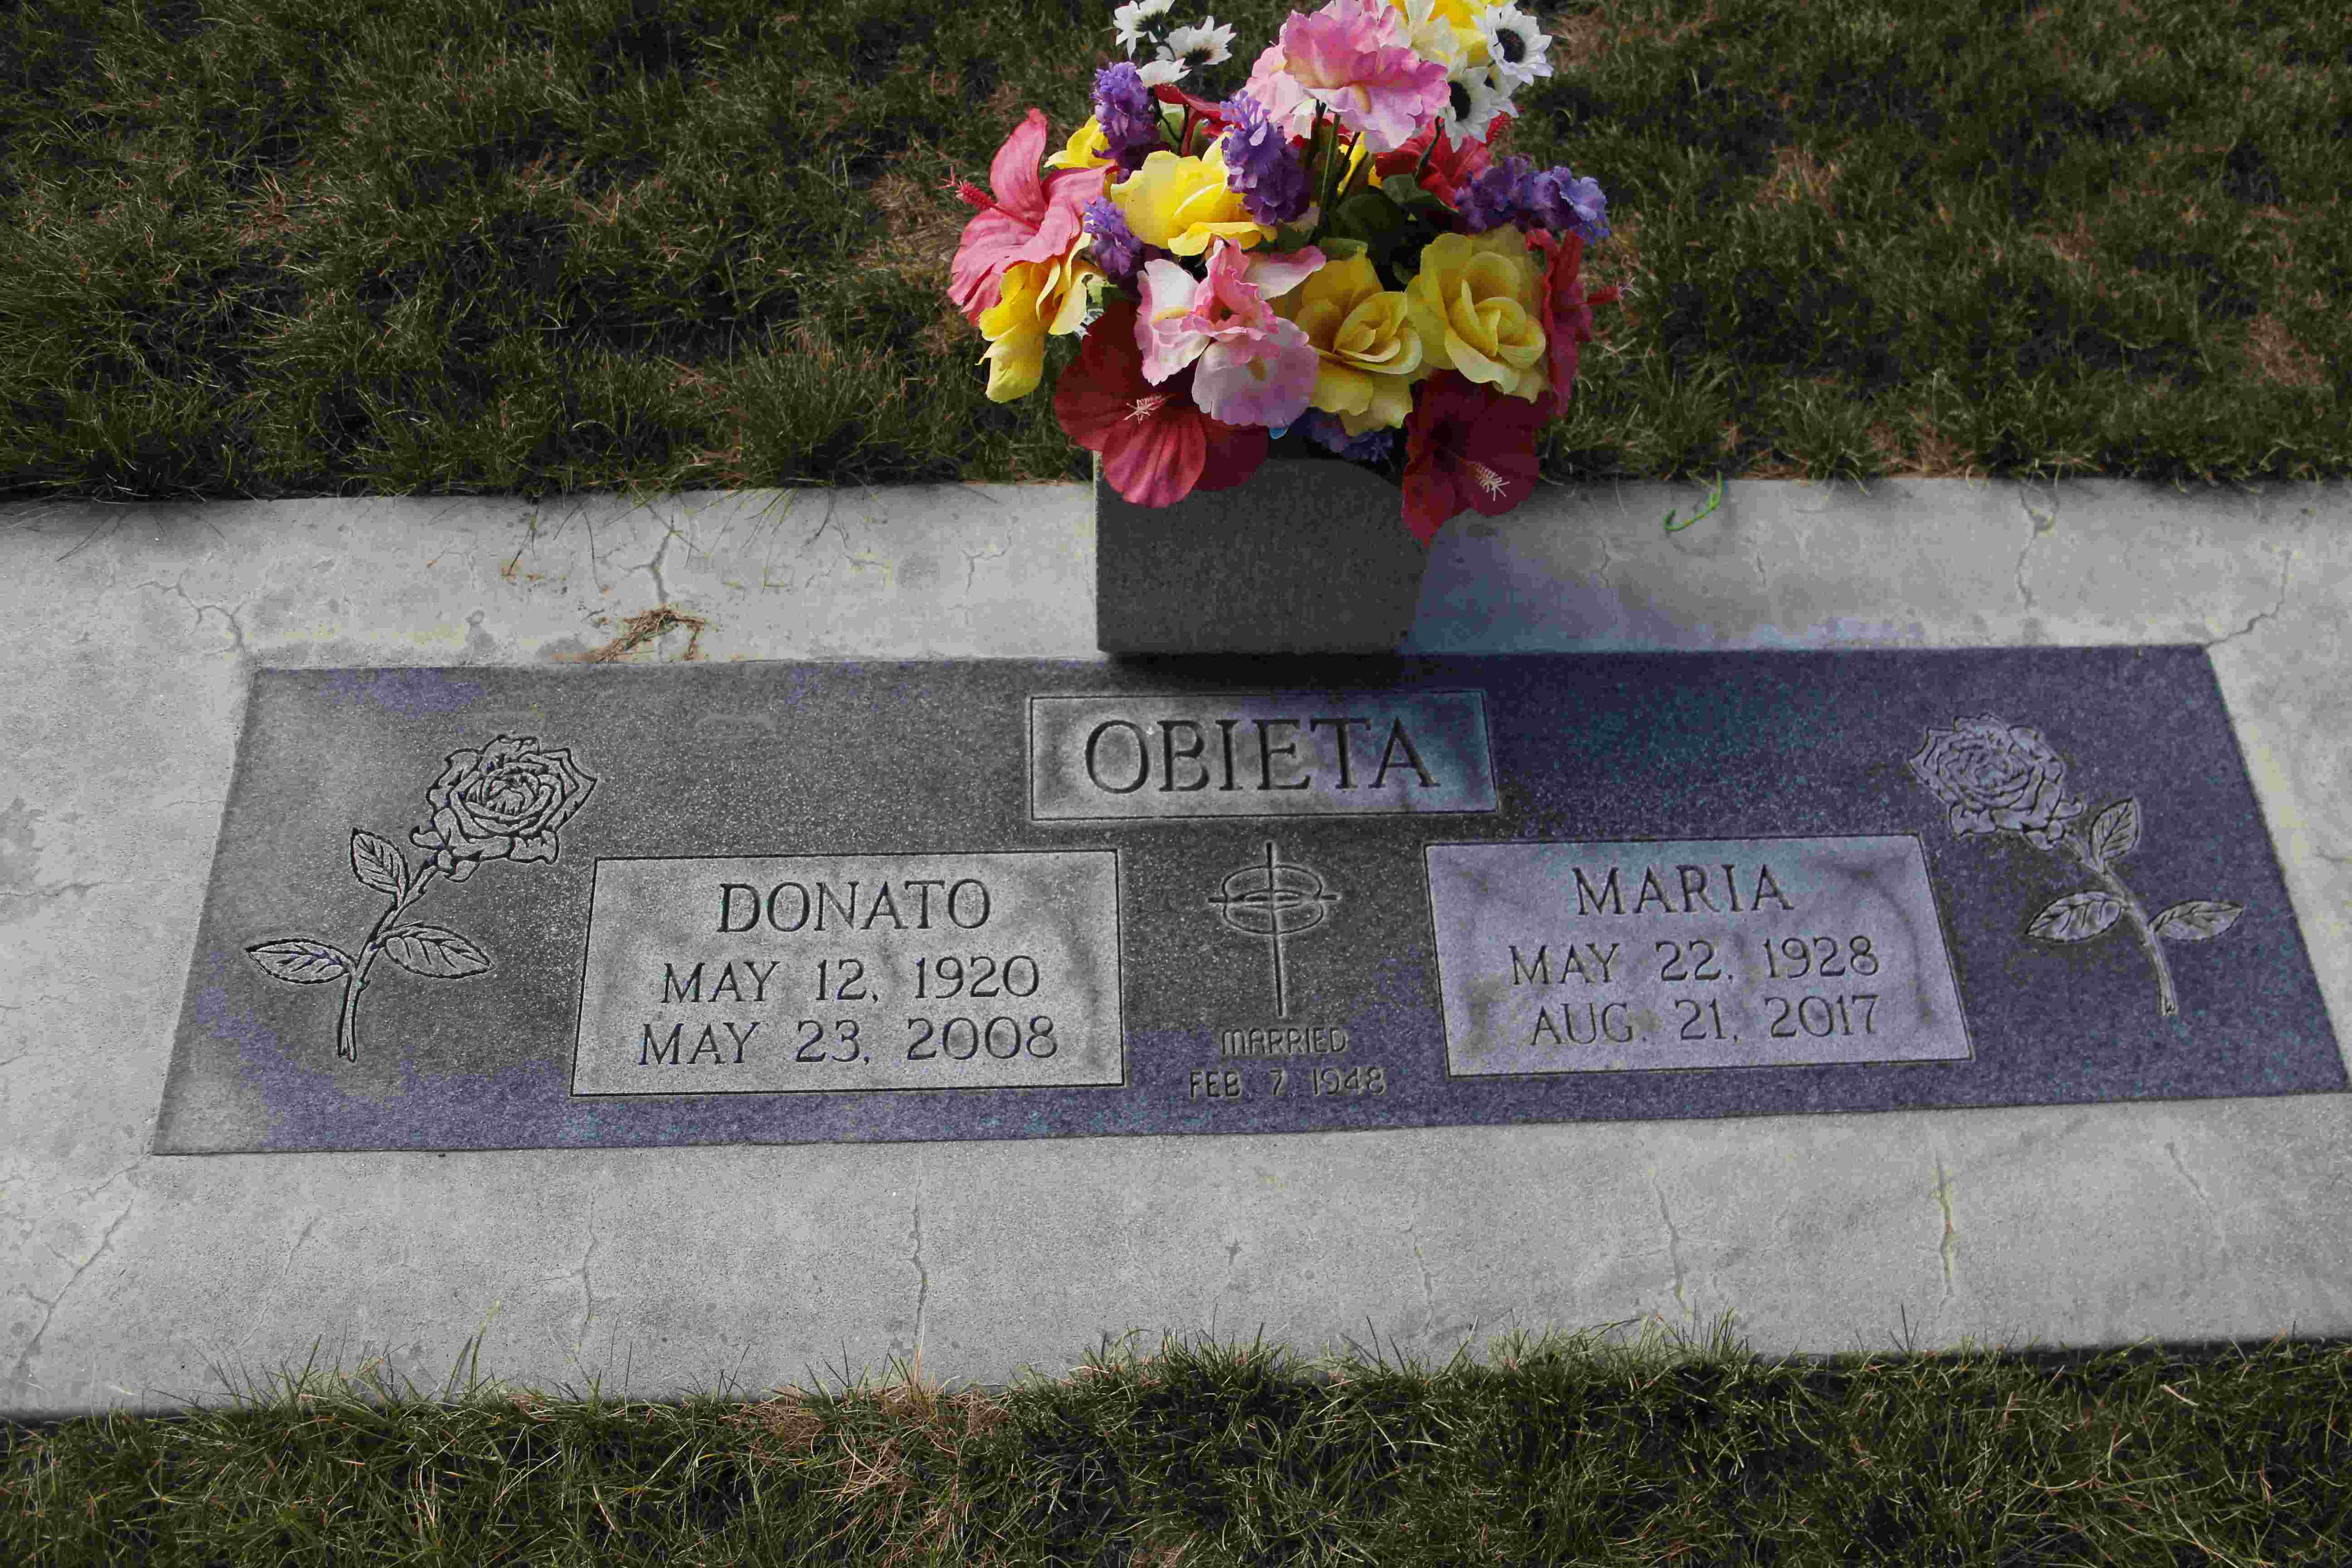 OBIETA
DONATO
MAY 12, 1920
MAY 23, 2008
MARRIED
FEB. 7, 1948
MARIA
MAY 22, 1928
AUG. 21, 2017